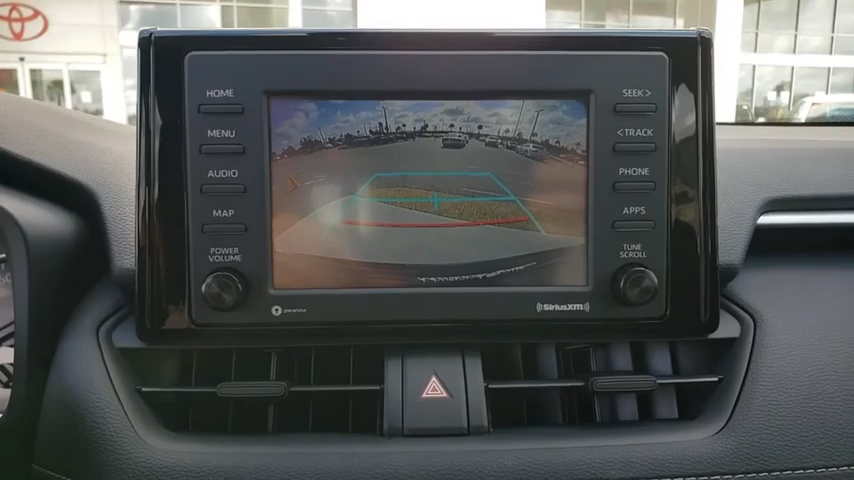 HOME
MENU
AUDIO
MAP
POWER
VOLUME
SEEK >
< TRACK
PHONE
APPS
TUNE
SCROLL
((SiriusXM))